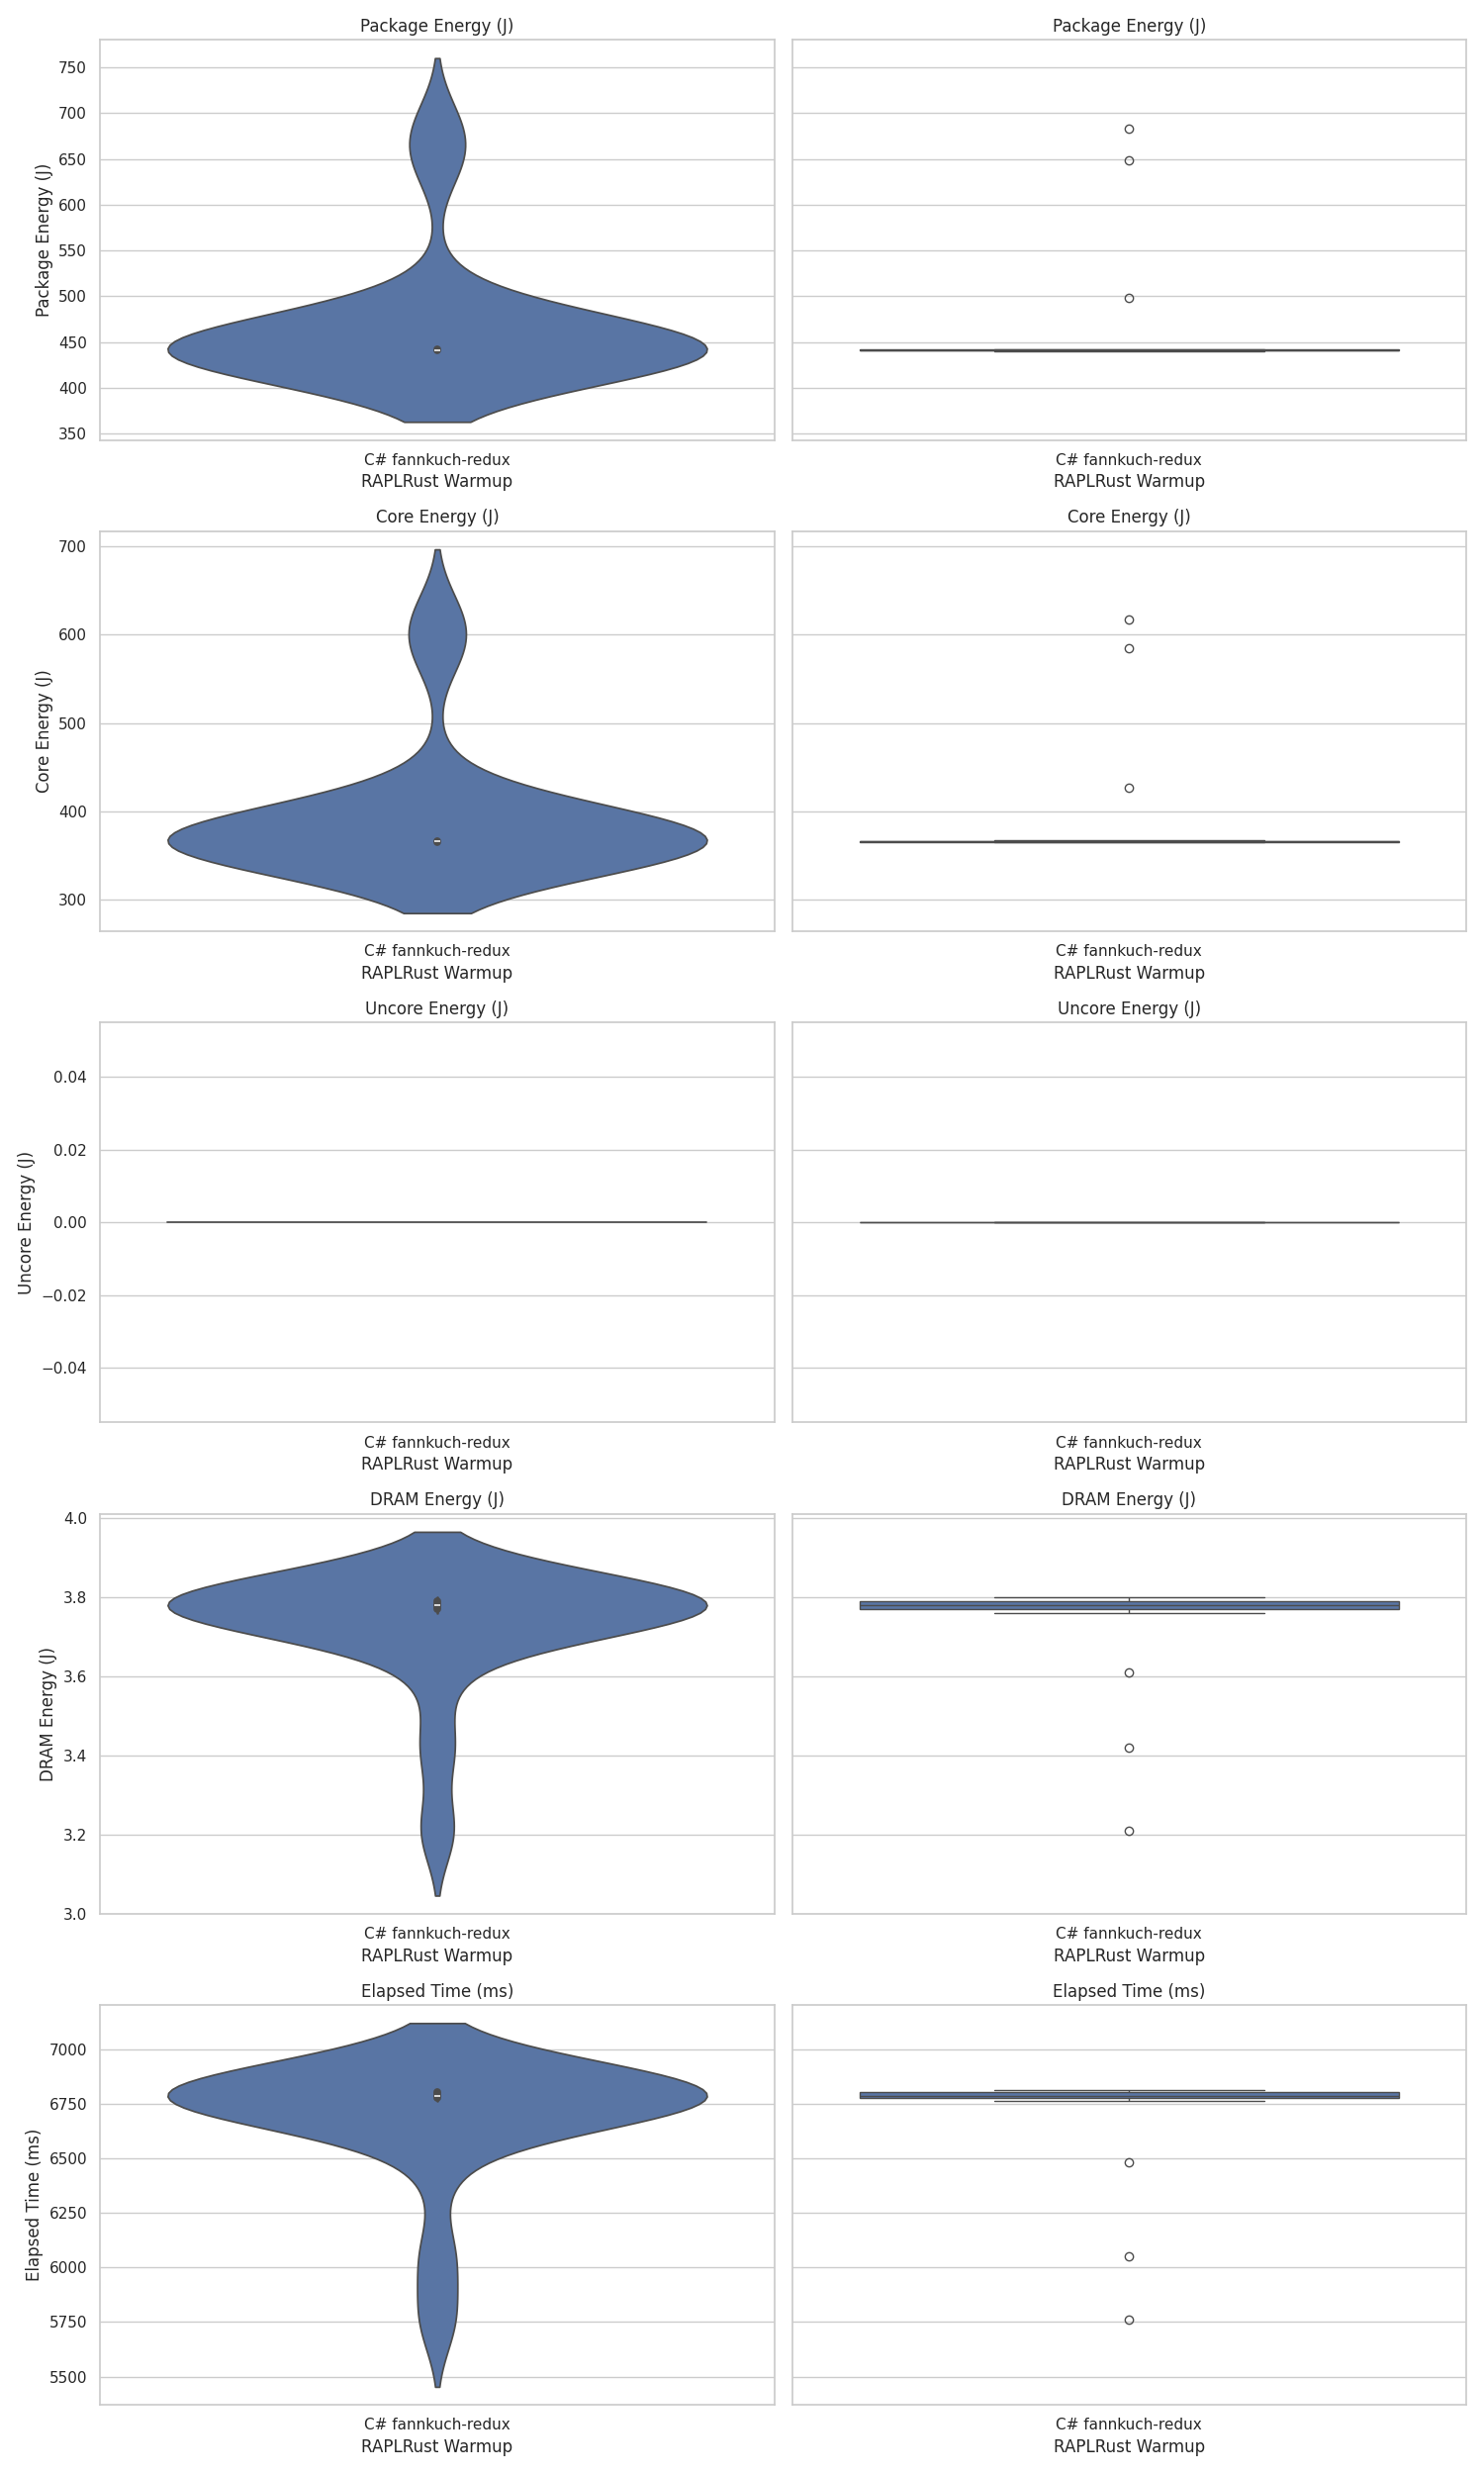 Package Energy (J)
Package Energy (J)
Package Energy (J)
750
700
650
600
550
500
450
400
350
C# fannkuch-redux
C# fannkuch-redux
RAPLRust Warmup
RAPLRust Warmup
Core Energy (J)
Core Energy (J)
Core Energy (J)
700
600
500
400
300
C# fannkuch-redux
C# fannkuch-redux
RAPLRust Warmup
RAPLRust Warmup
Uncore Energy (J)
Uncore Energy (J)
Uncore Energy (J)
0.04
0.02
0.00
−0.02
−0.04
C# fannkuch-redux
C# fannkuch-redux
RAPLRust Warmup
RAPLRust Warmup
DRAM Energy (J)
DRAM Energy (J)
DRAM Energy (J)
4.0
3.8
3.6
3.4
3.2
3.0
C# fannkuch-redux
C# fannkuch-redux
RAPLRust Warmup
RAPLRust Warmup
Elapsed Time (ms)
Elapsed Time (ms)
Elapsed Time (ms)
7000
6750
6500
6250
6000
5750
5500
C# fannkuch-redux
C# fannkuch-redux
RAPLRust Warmup
RAPLRust Warmup